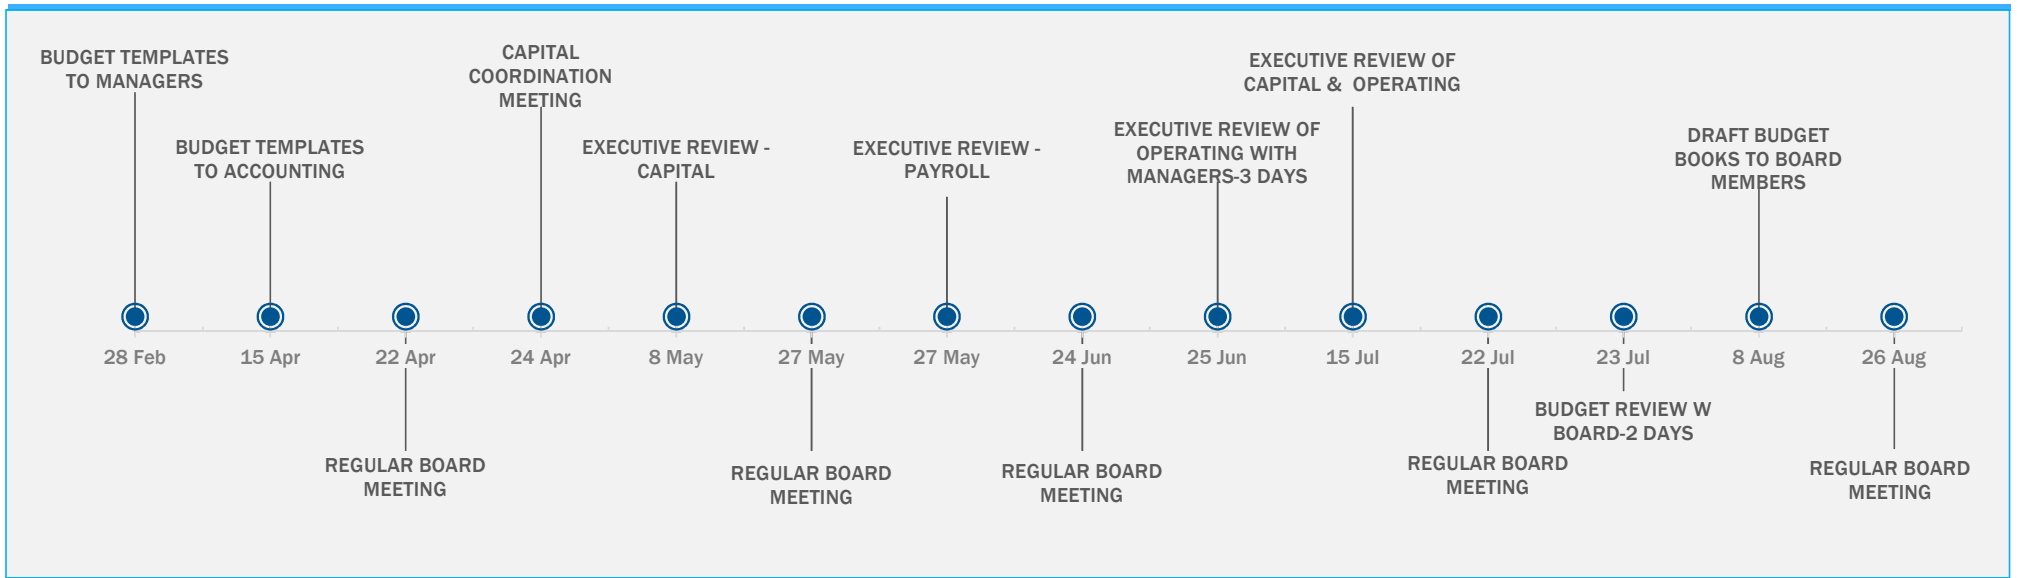 BUDGET TEMPLATES
TO MANAGERS
CAPITAL
COORDINATION
MEETING
EXECUTIVE REVIEW OF
CAPITAL &  OPERATING
BUDGET TEMPLATES
TO ACCOUNTING
EXECUTIVE REVIEW -
CAPITAL
EXECUTIVE REVIEW -
PAYROLL
EXECUTIVE REVIEW OF
OPERATING WITH
MANAGERS-3 DAYS
DRAFT BUDGET
BOOKS TO BOARD
MEMBERS
28 Feb
15 Apr
22 Apr
24 Apr
8 May
27 May
27 May
24 Jun
25 Jun
15 Jul
22 Jul
23 Jul
8 Aug
26 Aug
REGULAR BOARD
MEETING
REGULAR BOARD
MEETING
REGULAR BOARD
MEETING
REGULAR BOARD
MEETING
BUDGET REVIEW W
BOARD-2 DAYS
REGULAR BOARD
MEETING